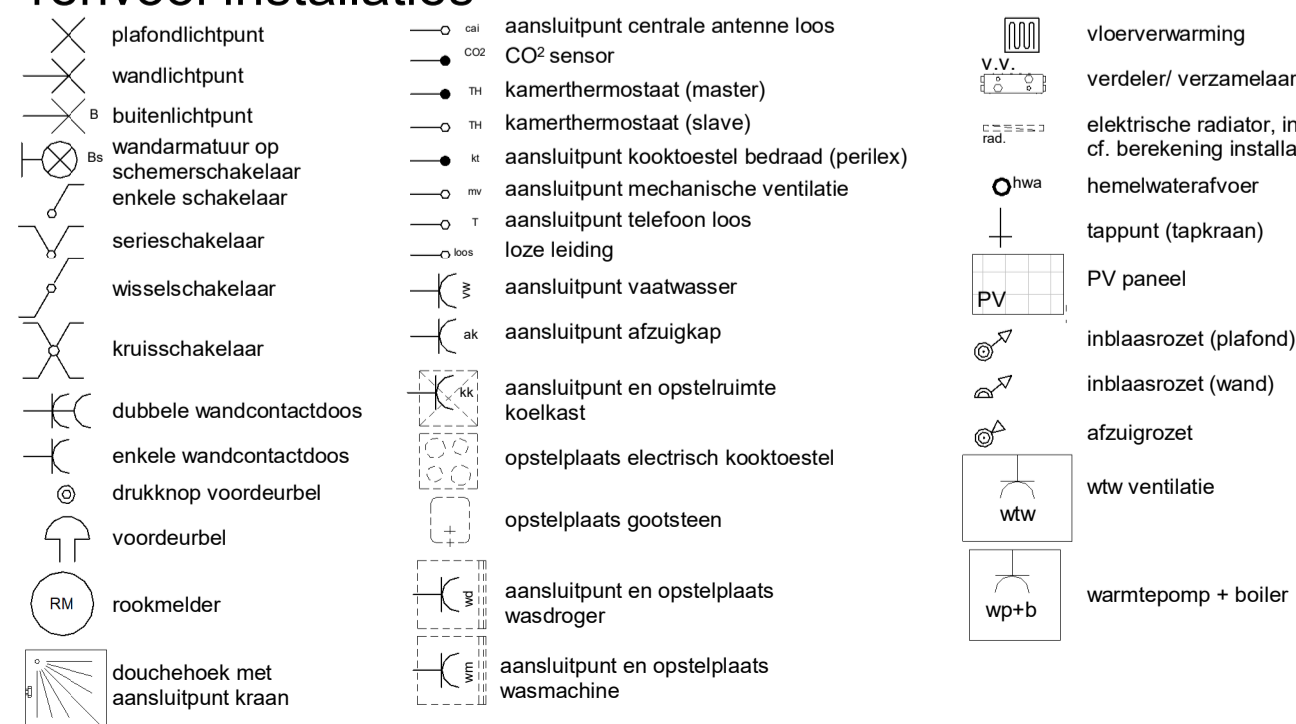 plafondlichtpunt
wandlichtpunt
B buitenlichtpunt
Bs wandarmatuur op
schemerschakelaar
enkele schakelaar
serieschakelaar
wisselschakelaar
kruisschakelaar
dubbele wandcontactdoos
enkele wandcontactdoos
drukknop voordeurbel
voordeurbel
RM rookmelder
douchehoek met
aansluitpunt kraan
cai aansluitpunt centrale antenne loos
CO2 CO² sensor
TH kamerthermostaat (master)
TH kamerthermostaat (slave)
kt aansluitpunt kooktoestel bedraad (perilex)
mv aansluitpunt mechanische ventilatie
T aansluitpunt telefoon loos
loos loze leiding
vw aansluitpunt vaatwasser
ak aansluitpunt afzuigkap
kk aansluitpunt en opstelruimte
koelkast
opstelplaats electrisch kooktoestel
opstelplaats gootsteen
wd aansluitpunt en opstelplaats
wasdroger
wm aansluitpunt en opstelplaats
wasmachine
vloerverwarming
v.v.
verdeler/ verzamelaar
elektrische radiator, in
rad. cf. berekening installa
hwa hemelwaterafvoer
tappunt (tapkraan)
PV PV paneel
inblaasrozet (plafond)
inblaasrozet (wand)
afzuigrozet
wtw wtw ventilatie
wp+b warmtepomp + boiler